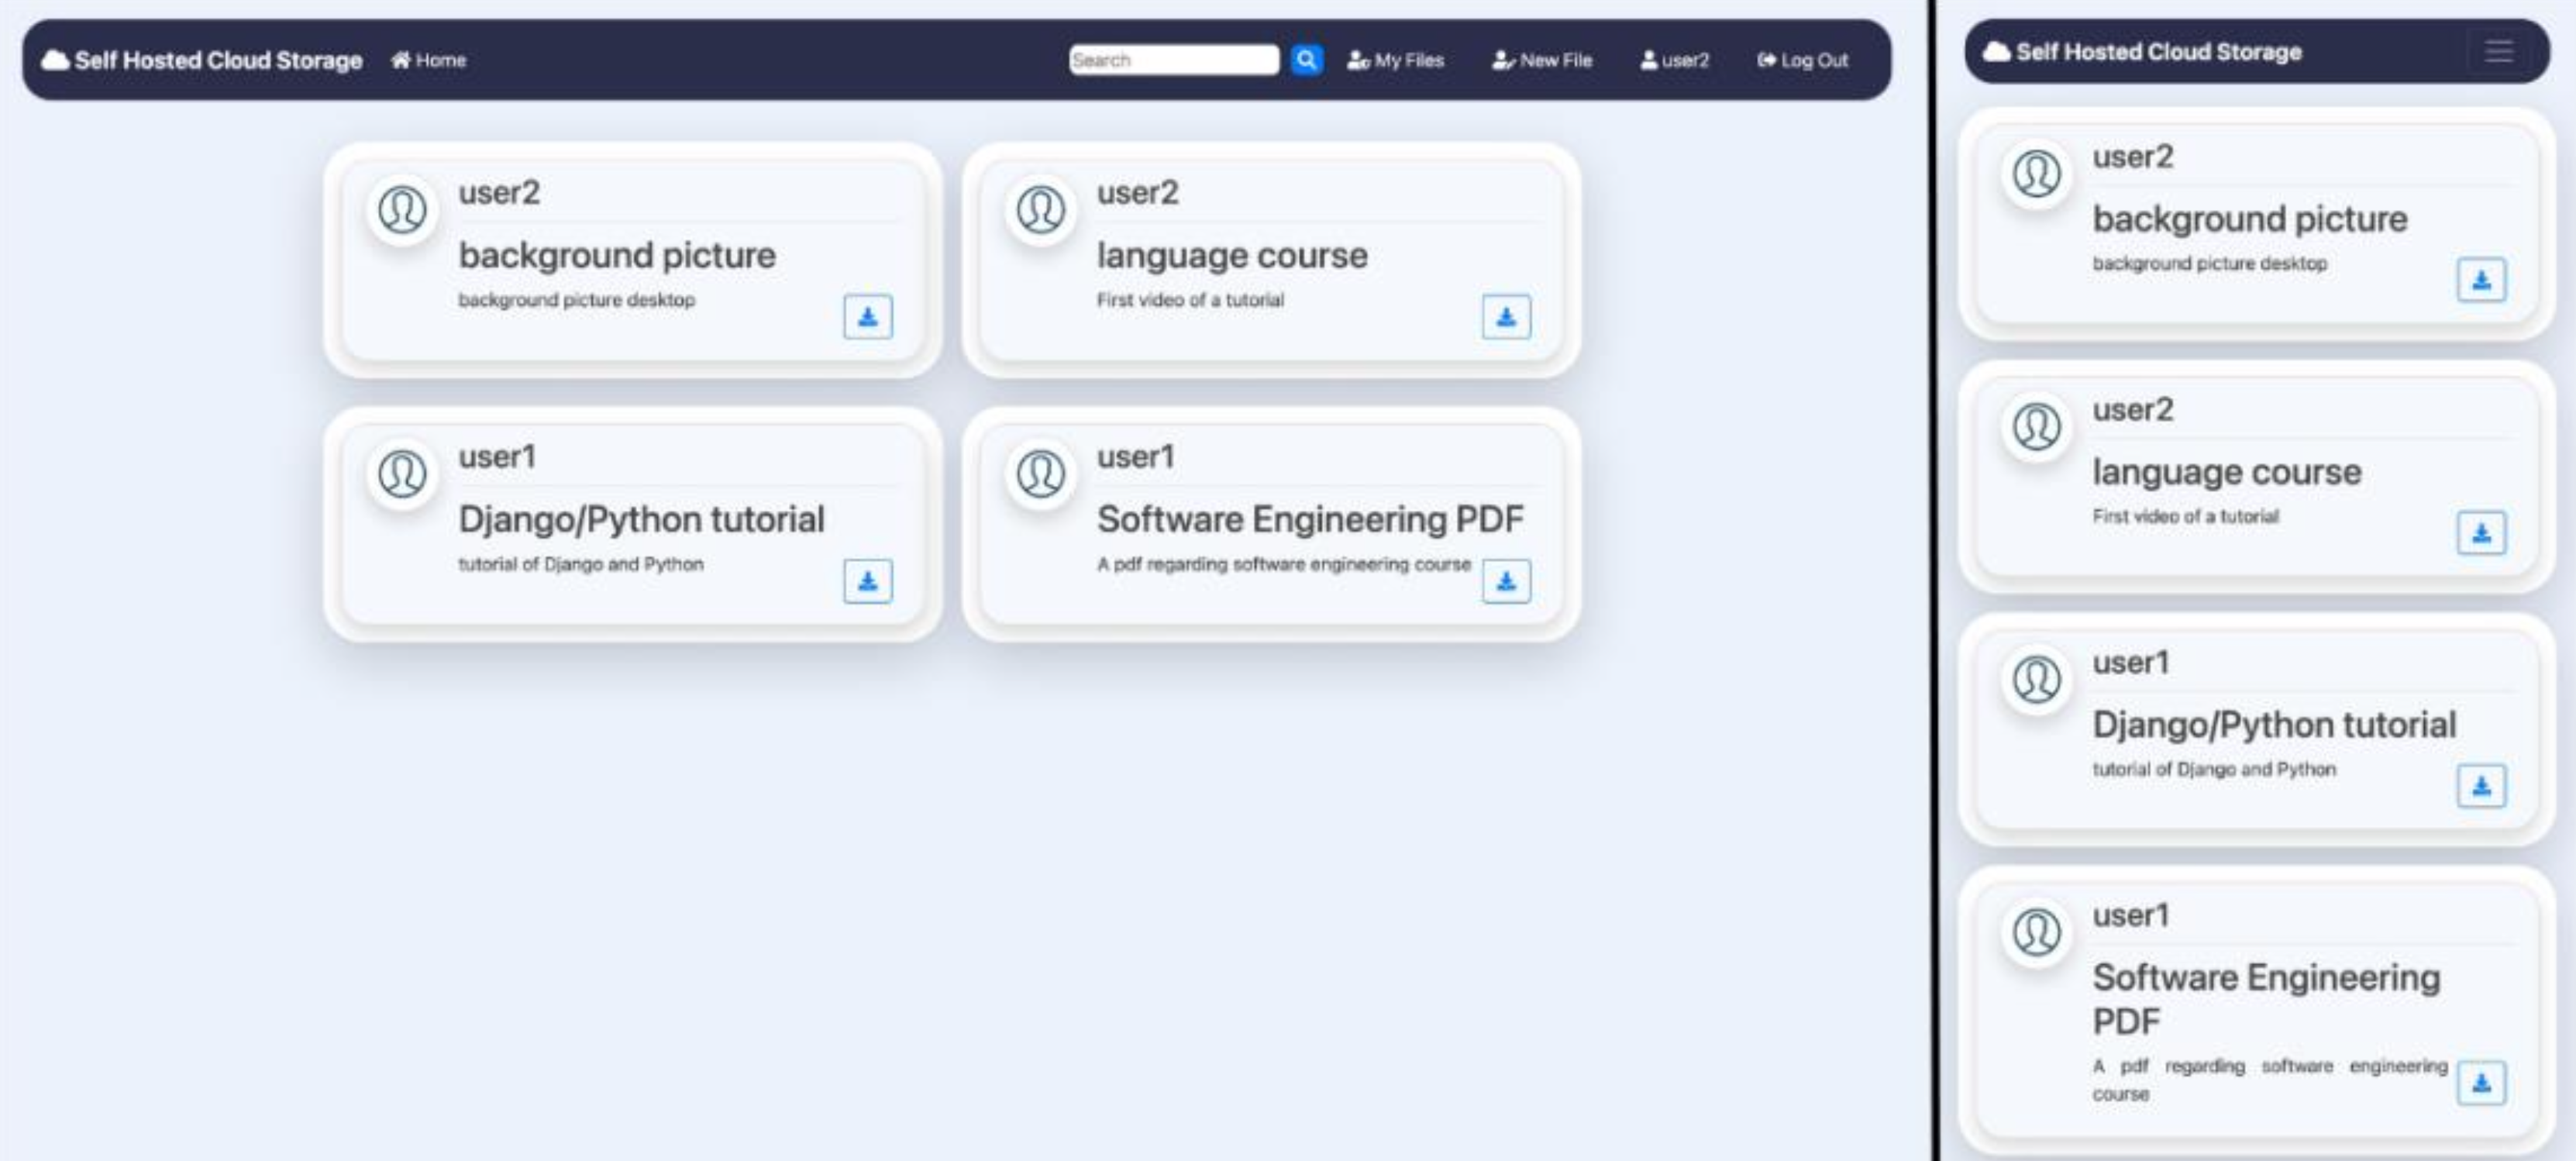 Self Hosted Cloud Storage Home Search My Files New File user2 Log Out
user2
background picture
background picture desktop
user2
language course
First video of a tutorial
user1
Django/Python tutorial
tutorial of Django and Python
user1
Software Engineering PDF
A pdf regarding software engineering course
Self Hosted Cloud Storage
user2
background picture
background picture desktop
user2
language course
First video of a tutorial
user1
Django/Python tutorial
tutorial of Django and Python
user1
Software Engineering
PDF
A pdf regarding software engineering
course